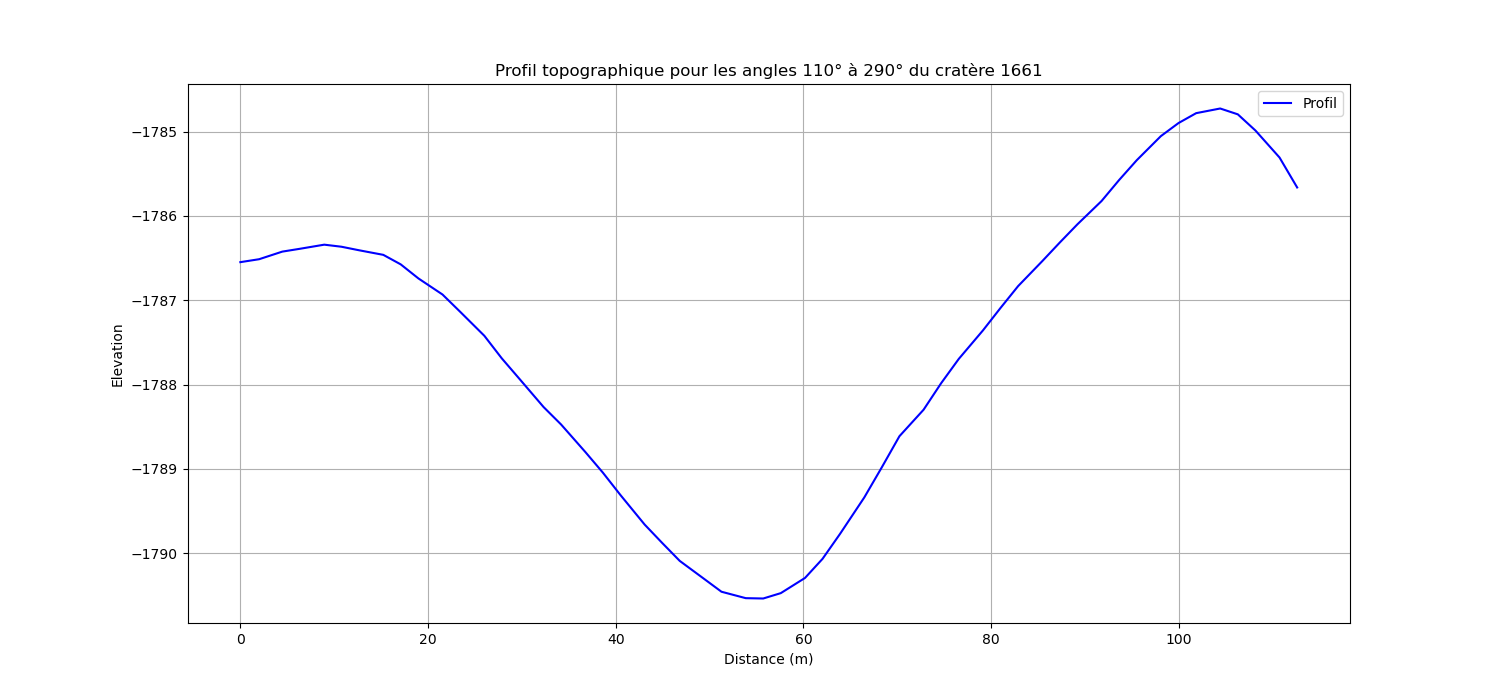 Profil topographique pour les angles 110° à 290° du cratère 1661
Profil
−1785
−1786
−1787
−1788
−1789
−1790
Elevation
0 20 40 60 80 100
Distance (m)